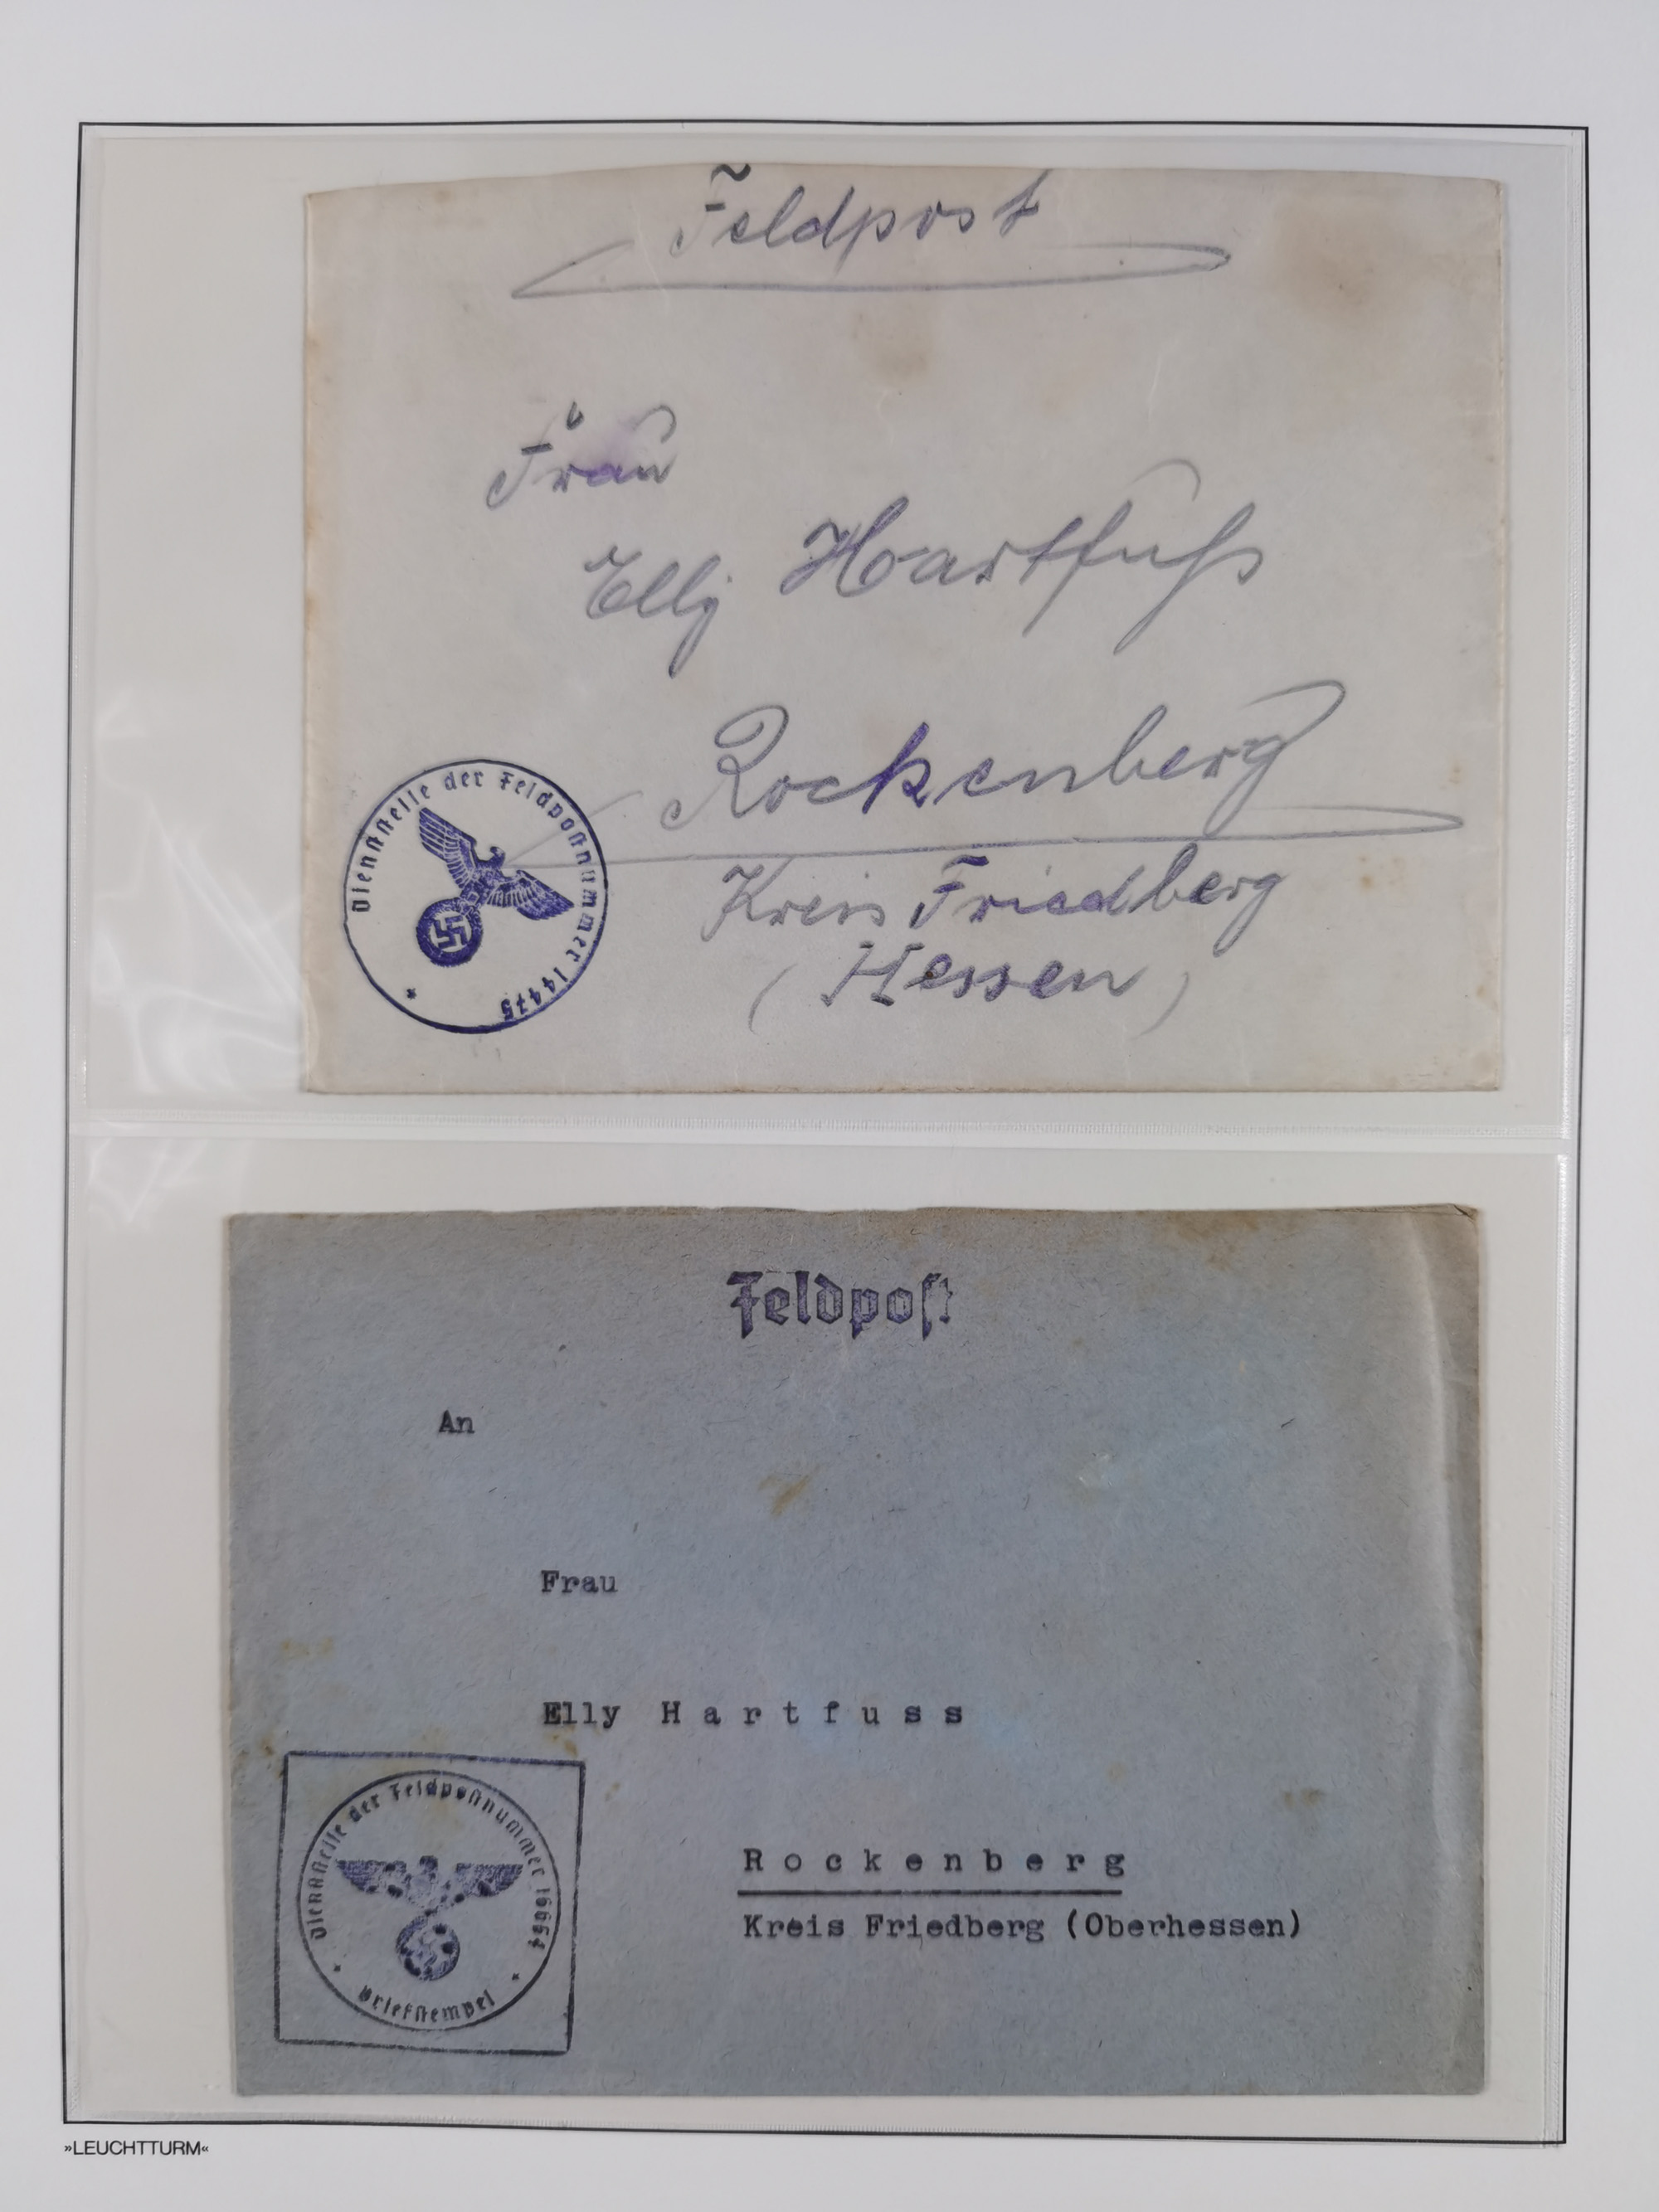 Feldpost
Frau
Elly Hartfuß
Rockenberg
Kreis Friedberg
(Hessen)
Dienststelle der Feldpostnummer 14475
*
Feldpost
An
Frau
Elly Hartfuss
Rockenberg
Kreis Friedberg (Oberhessen)
Dienststelle der Feldpostnummer 16664
* Briefstempel *
»LEUCHTTURM«